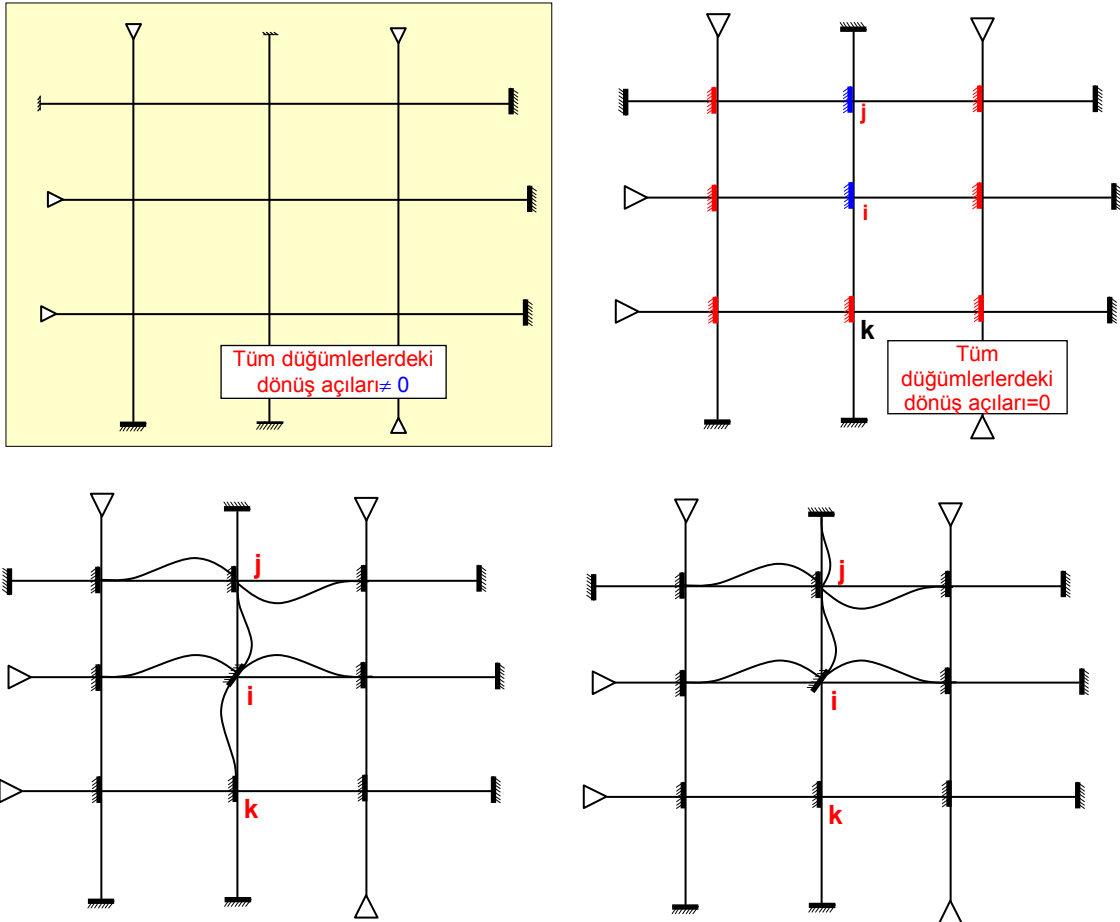 Tüm düğümlerlerdeki
dönüş açıları≠ 0
j
i
k
Tüm
düğümlerlerdeki
dönüş açıları=0
j
i
k
j
i
k